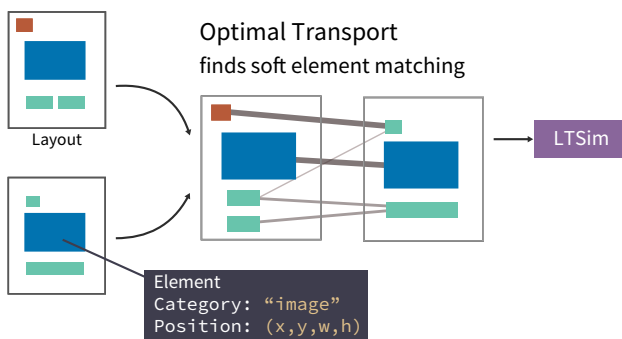 Optimal Transport
finds soft element matching
Layout
LTSim
Element
Category: “image”
Position: (x,y,w,h)